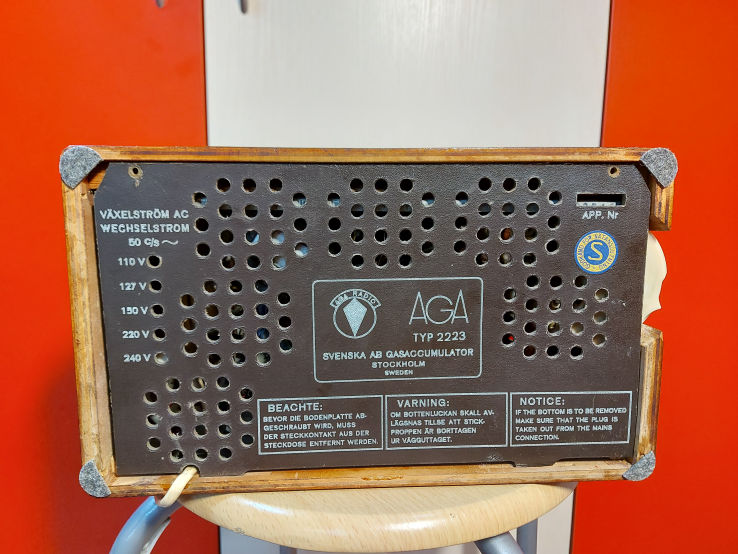 VÄXELSTRÖM AC
WECHSELSTROM
50 C/s ~
110 V
127 V
150 V
220 V
240 V
APP. Nr
S
AGA RADIO
AGA
TYP 2223
SVENSKA AB GASACCUMULATOR
STOCKHOLM
SWEDEN
BEACHTE:
BEVOR DIE BODENPLATTE AB-
GESCHRAUBT WIRD, MUSS
DER STECKKONTAKT AUS DER
STECKDOSE ENTFERNT WERDEN.
VARNING:
OM BOTTENLUCKAN SKALL AV-
LÄGSNAS TILLSE ATT STICK-
PROPPEN ÄR BORTTAGEN
UR VÄGGUTTAGET.
NOTICE:
IF THE BOTTOM IS TO BE REMOVED
MAKE SURE THAT THE PLUG IS
TAKEN OUT FROM THE MAINS
CONNECTION.